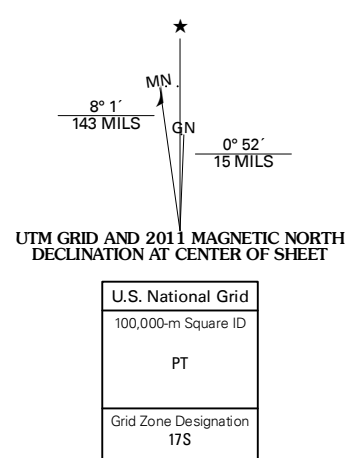 ★
MN
8° 1´
143 MILS
GN
0° 52´
15 MILS
UTM GRID AND 2011 MAGNETIC NORTH
DECLINATION AT CENTER OF SHEET
U.S. National Grid
100,000-m Square ID
PT
Grid Zone Designation
17S